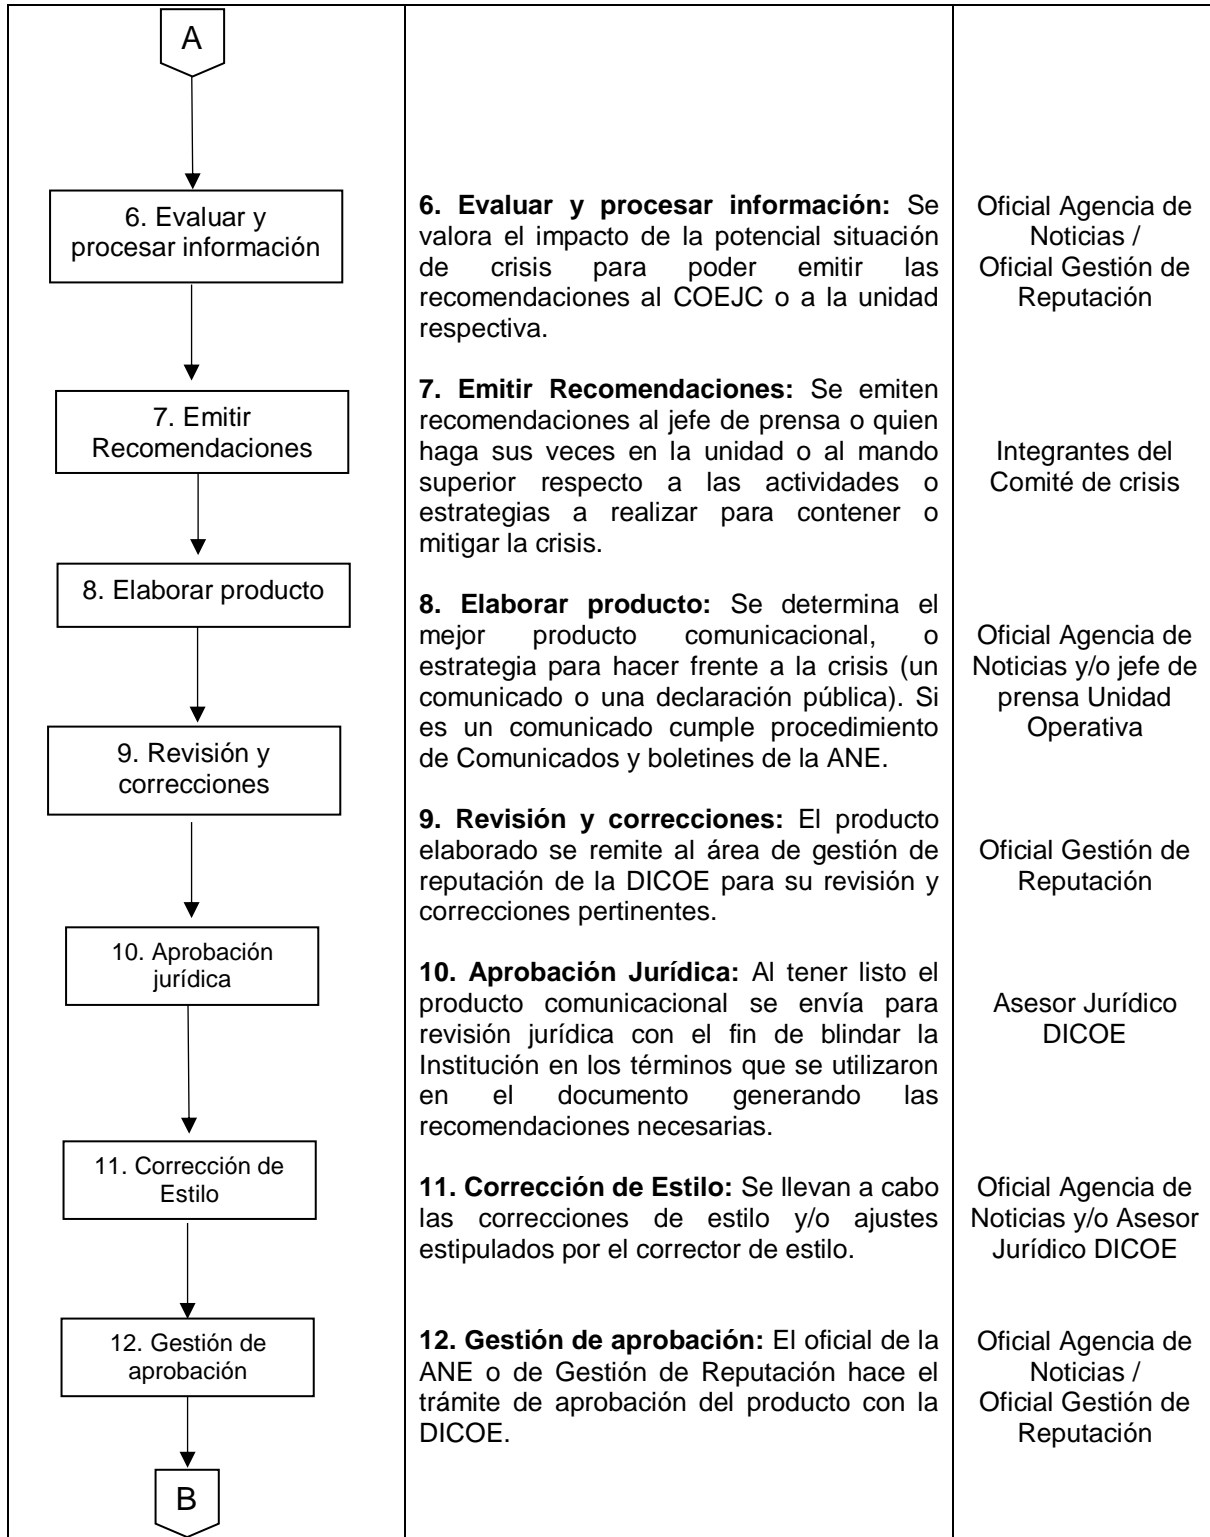 A
6. Evaluar y
procesar información
6. Evaluar y procesar información: Se
valora el impacto de la potencial situación
de crisis para poder emitir las
recomendaciones al COEJC o a la unidad
respectiva.
Oficial Agencia de
Noticias /
Oficial Gestión de
Reputación
7. Emitir
Recomendaciones
7. Emitir Recomendaciones: Se emiten
recomendaciones al jefe de prensa o quien
haga sus veces en la unidad o al mando
superior respecto a las actividades o
estrategias a realizar para contener o
mitigar la crisis.
Integrantes del
Comité de crisis
8. Elaborar producto
8. Elaborar producto: Se determina el
mejor producto comunicacional, o
estrategia para hacer frente a la crisis (un
comunicado o una declaración pública). Si
es un comunicado cumple procedimiento
de Comunicados y boletines de la ANE.
Oficial Agencia de
Noticias y/o jefe de
prensa Unidad
Operativa
9. Revisión y
correcciones
9. Revisión y correcciones: El producto
elaborado se remite al área de gestión de
reputación de la DICOE para su revisión y
correcciones pertinentes.
Oficial Gestión de
Reputación
10. Aprobación
jurídica
10. Aprobación Jurídica: Al tener listo el
producto comunicacional se envía para
revisión jurídica con el fin de blindar la
Institución en los términos que se utilizaron
en el documento generando las
recomendaciones necesarias.
Asesor Jurídico
DICOE
11. Corrección de
Estilo
11. Corrección de Estilo: Se llevan a cabo
las correcciones de estilo y/o ajustes
estipulados por el corrector de estilo.
Oficial Agencia de
Noticias y/o Asesor
Jurídico DICOE
12. Gestión de
aprobación
12. Gestión de aprobación: El oficial de la
ANE o de Gestión de Reputación hace el
trámite de aprobación del producto con la
DICOE.
Oficial Agencia de
Noticias /
Oficial Gestión de
Reputación
B